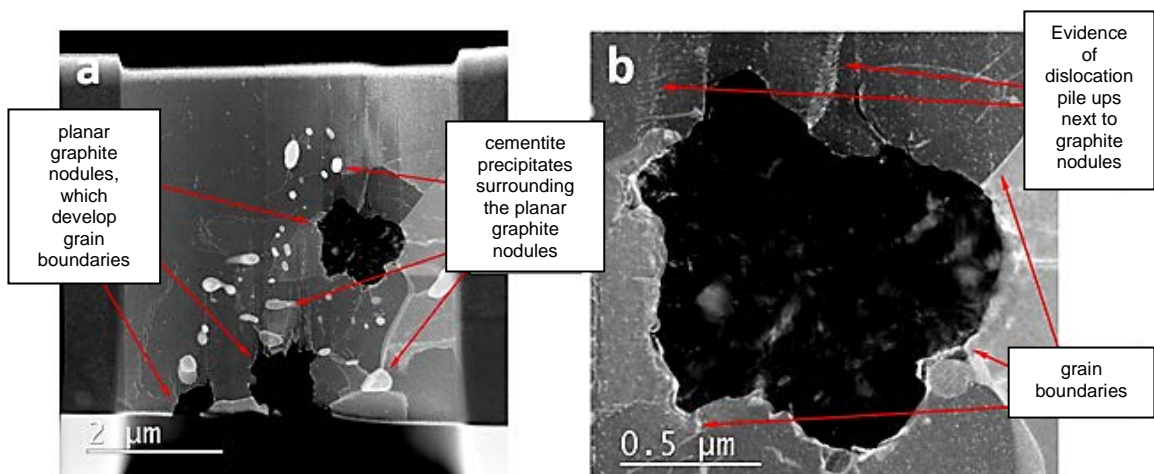 a
planar
graphite
nodules,
which
develop
grain
boundaries
cementite
precipitates
surrounding
the planar
graphite
nodules
2 µm
b
Evidence
of
dislocation
pile ups
next to
graphite
nodules
grain
boundaries
0.5 µm